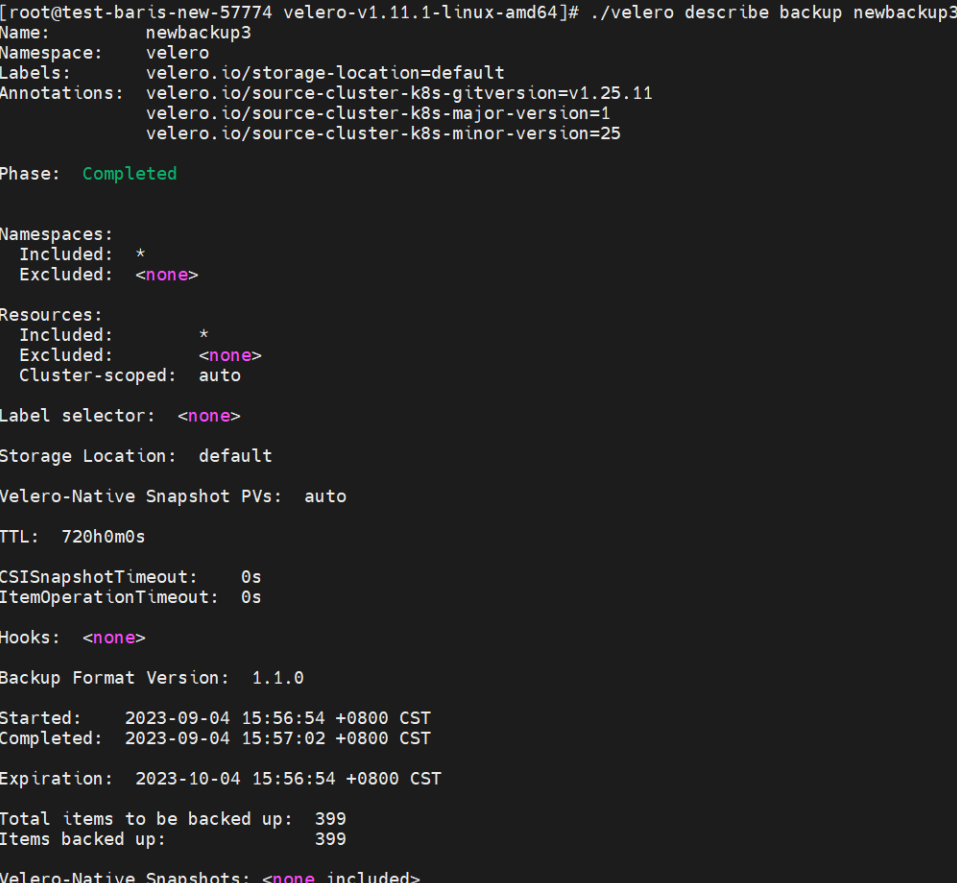 [root@test-baris-new-57774 velero-v1.11.1-linux-amd64]# ./velero describe backup newbackup3
Name:         newbackup3
Namespace:    velero
Labels:       velero.io/storage-location=default
Annotations:  velero.io/source-cluster-k8s-gitversion=v1.25.11
              velero.io/source-cluster-k8s-major-version=1
              velero.io/source-cluster-k8s-minor-version=25
Phase:  Completed
Namespaces:
  Included:  *
  Excluded:  <none>
Resources:
  Included:        *
  Excluded:        <none>
  Cluster-scoped:  auto
Label selector:  <none>
Storage Location:  default
Velero-Native Snapshot PVs:  auto
TTL:  720h0m0s
CSISnapshotTimeout:    0s
ItemOperationTimeout:  0s
Hooks:  <none>
Backup Format Version:  1.1.0
Started:    2023-09-04 15:56:54 +0800 CST
Completed:  2023-09-04 15:57:02 +0800 CST
Expiration:  2023-10-04 15:56:54 +0800 CST
Total items to be backed up:  399
Items backed up:              399
Velero-Native Snapshots: <none included>